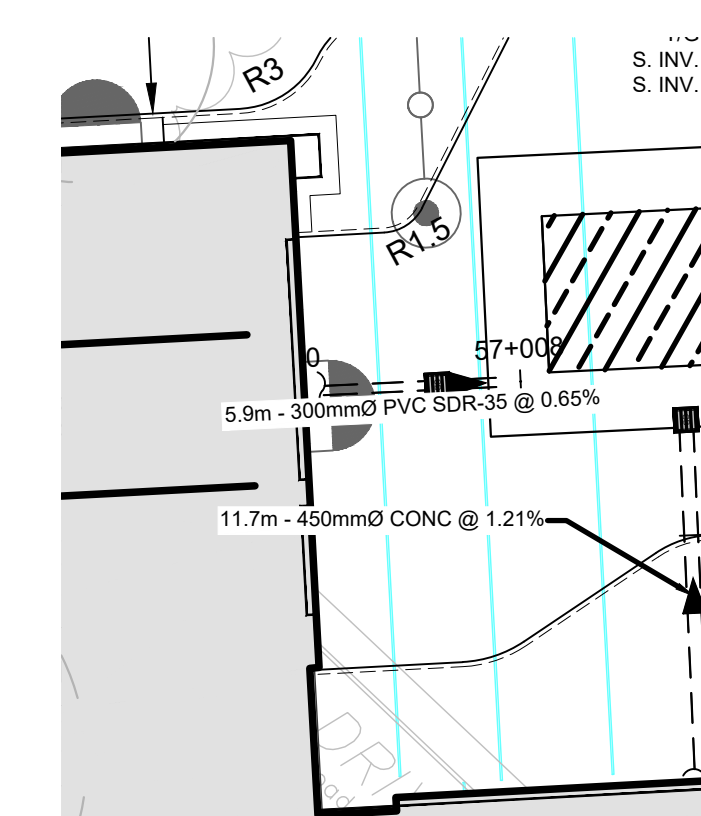 S. INV.
S. INV.
R3
R1.5
0
57+008
5.9m - 300mmØ PVC SDR-35 @ 0.65%
11.7m - 450mmØ CONC @ 1.21%